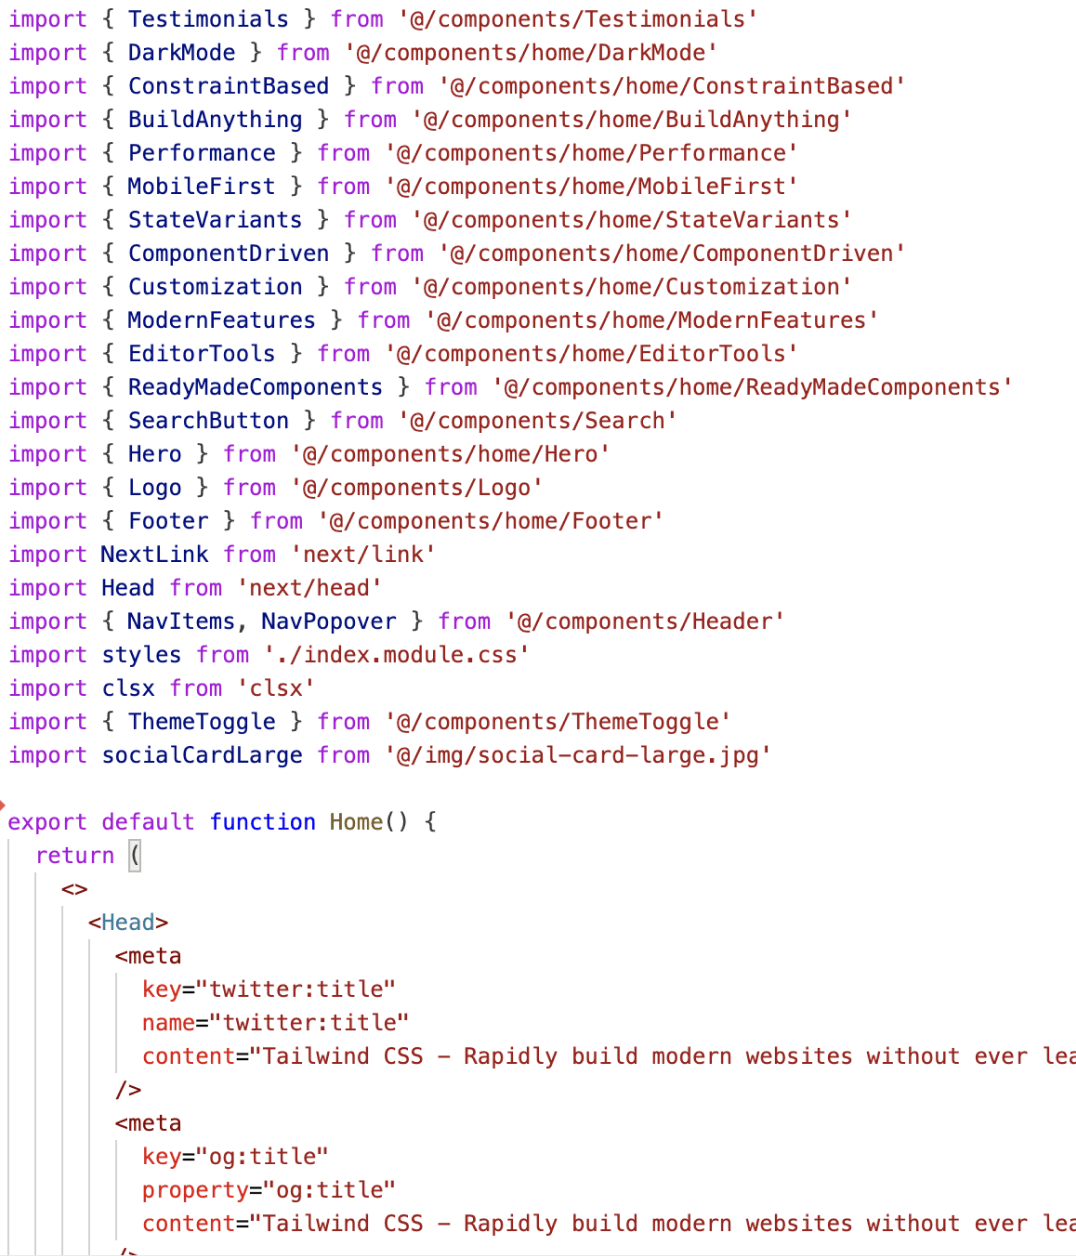 import { Testimonials } from '@/components/Testimonials'
import { DarkMode } from '@/components/home/DarkMode'
import { ConstraintBased } from '@/components/home/ConstraintBased'
import { BuildAnything } from '@/components/home/BuildAnything'
import { Performance } from '@/components/home/Performance'
import { MobileFirst } from '@/components/home/MobileFirst'
import { StateVariants } from '@/components/home/StateVariants'
import { ComponentDriven } from '@/components/home/ComponentDriven'
import { Customization } from '@/components/home/Customization'
import { ModernFeatures } from '@/components/home/ModernFeatures'
import { EditorTools } from '@/components/home/EditorTools'
import { ReadyMadeComponents } from '@/components/home/ReadyMadeComponents'
import { SearchButton } from '@/components/Search'
import { Hero } from '@/components/home/Hero'
import { Logo } from '@/components/Logo'
import { Footer } from '@/components/home/Footer'
import NextLink from 'next/link'
import Head from 'next/head'
import { NavItems, NavPopover } from '@/components/Header'
import styles from './index.module.css'
import clsx from 'clsx'
import { ThemeToggle } from '@/components/ThemeToggle'
import socialCardLarge from '@/img/social-card-large.jpg'
export default function Home() {
return (
<>
<Head>
<meta
key="twitter:title"
name="twitter:title"
content="Tailwind CSS – Rapidly build modern websites without ever lea
/>
<meta
key="og:title"
property="og:title"
content="Tailwind CSS – Rapidly build modern websites without ever lea
/>